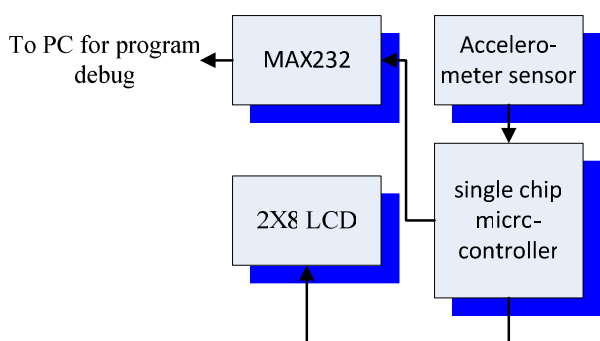 To PC for program
debug
MAX232
Accelero-
meter sensor
2X8 LCD
single chip
micrc-
controller